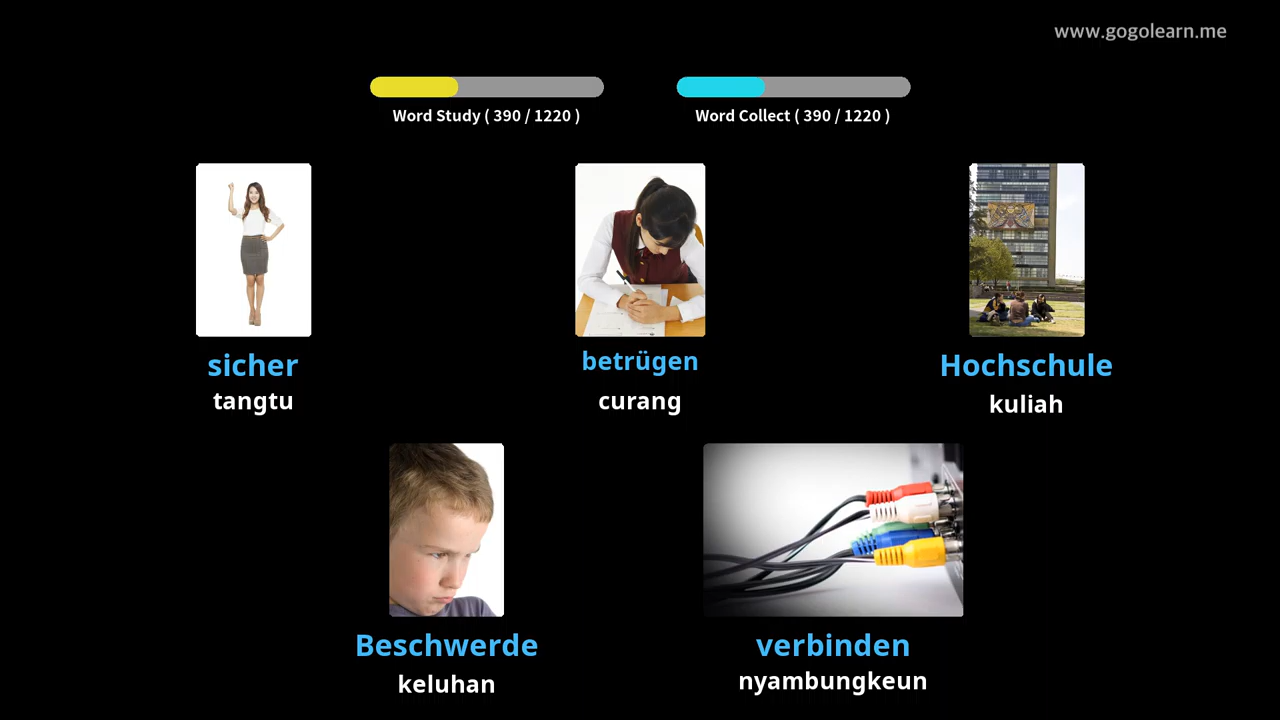 www.gogolearn.me
Word Study ( 390 / 1220 )
Word Collect ( 390 / 1220 )
sicher
tangtu
betrügen
curang
Hochschule
kuliah
Beschwerde
keluhan
verbinden
nyambungkeun